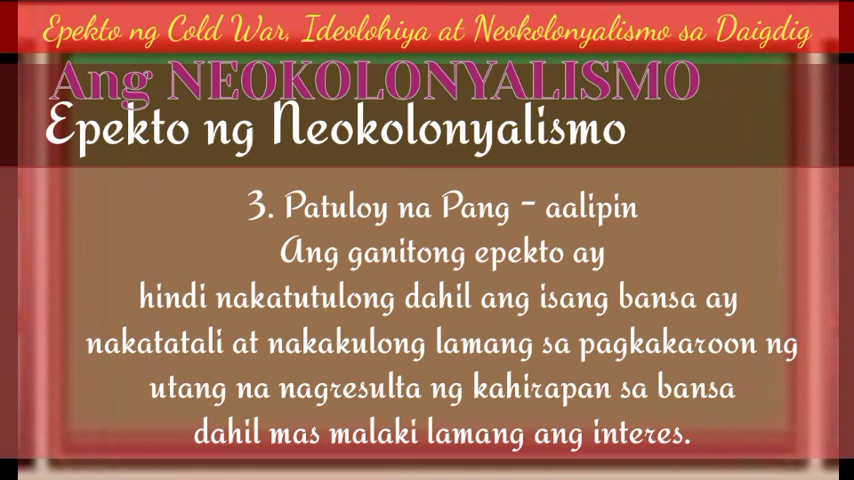 Epekto ng Cold War, Ideolohiya at Neokolonyalismo sa Daigdig
Ang NEOKOLONYALISMO
Epekto ng Neokolonyalismo
3. Patuloy na Pang - aalipin
Ang ganitong epekto ay
hindi nakatutulong dahil ang isang bansa ay
nakatatali at nakakulong lamang sa pagkakaroon ng
utang na nagresulta ng kahirapan sa bansa
dahil mas malaki lamang ang interes.